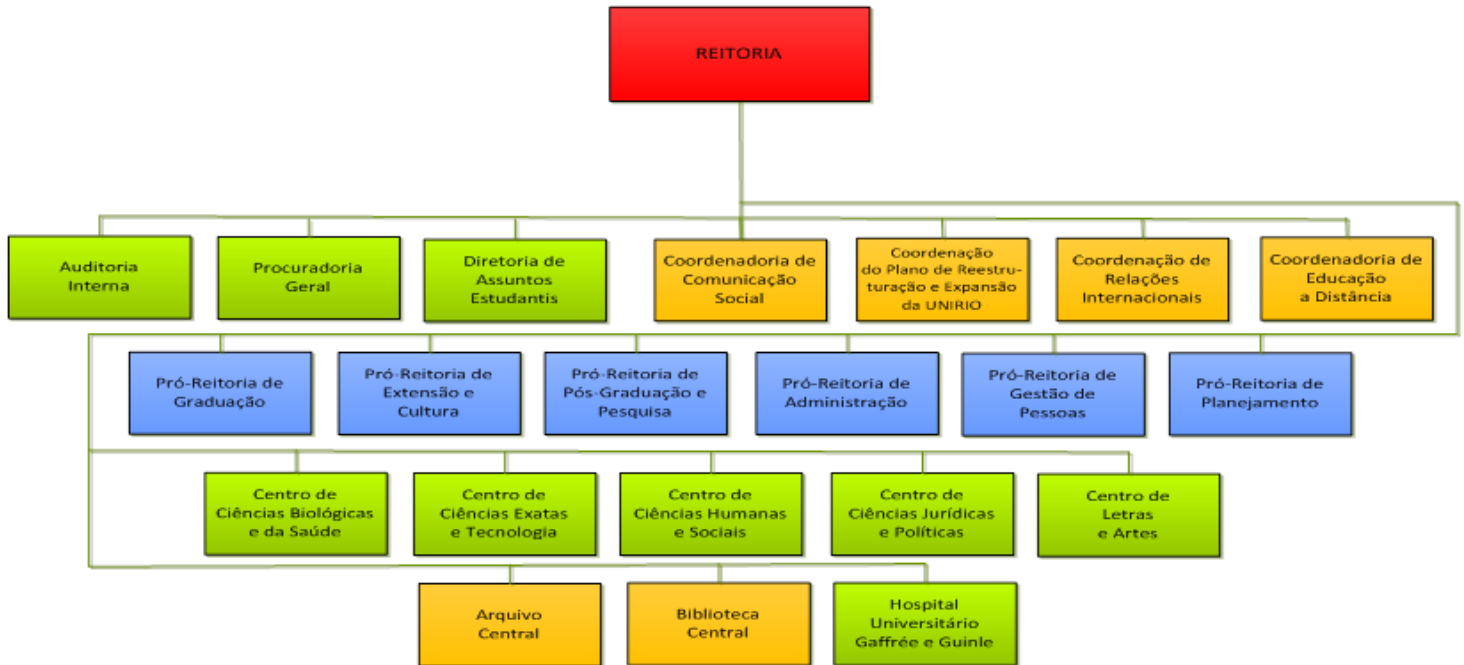 REITORIA
Auditoria
Interna
Procuradoria
Geral
Diretoria de
Assuntos
Estudantis
Coordenadoria de
Comunicação
Social
Coordenação
do Plano de Reestru-
turação e Expansão
da UNIRIO
Coordenação de
Relações
Internacionais
Coordenadoria de
Educação
a Distância
Pró-Reitoria de
Graduação
Pró-Reitoria de
Extensão e
Cultura
Pró-Reitoria de
Pós-Graduação e
Pesquisa
Pró-Reitoria de
Administração
Pró-Reitoria de
Gestão de
Pessoas
Pró-Reitoria de
Planejamento
Centro de
Ciências Biológicas
e da Saúde
Centro de
Ciências Exatas
e Tecnologia
Centro de
Ciências Humanas
e Sociais
Centro de
Ciências Jurídicas
e Políticas
Centro de
Letras
e Artes
Arquivo
Central
Biblioteca
Central
Hospital
Universitário
Gaffrée e Guinle